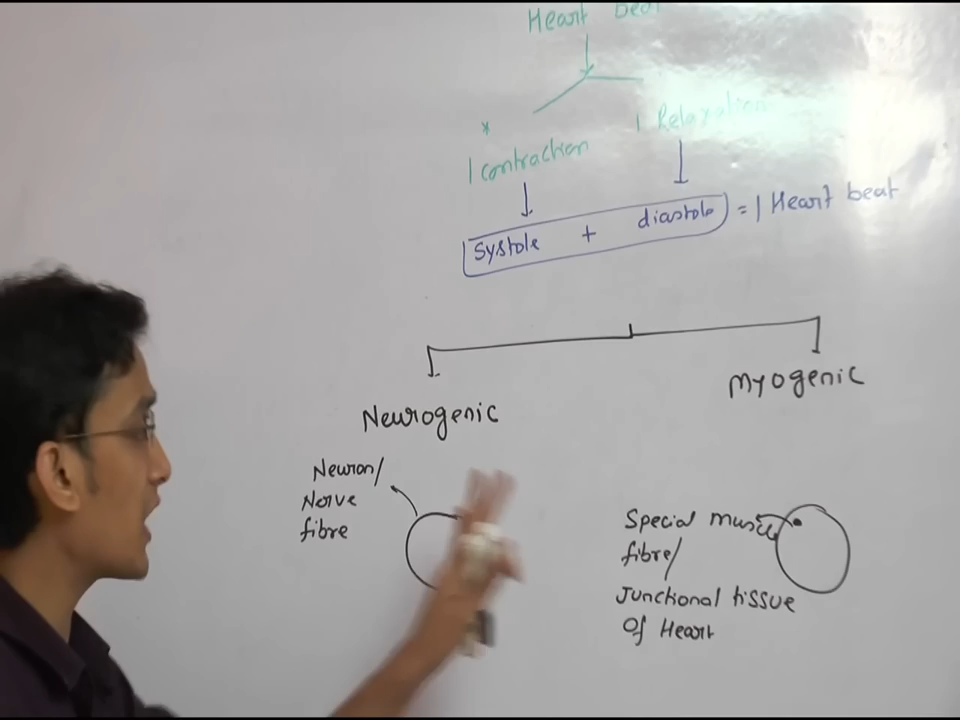 Heart beat
1 Relaxation
*
1 contraction
systole + diastole = 1 Heart beat
Neurogenic
Myogenic
Neuron/
Nerve
fibre
Special muscle
fibre/
Junctional tissue
of Heart